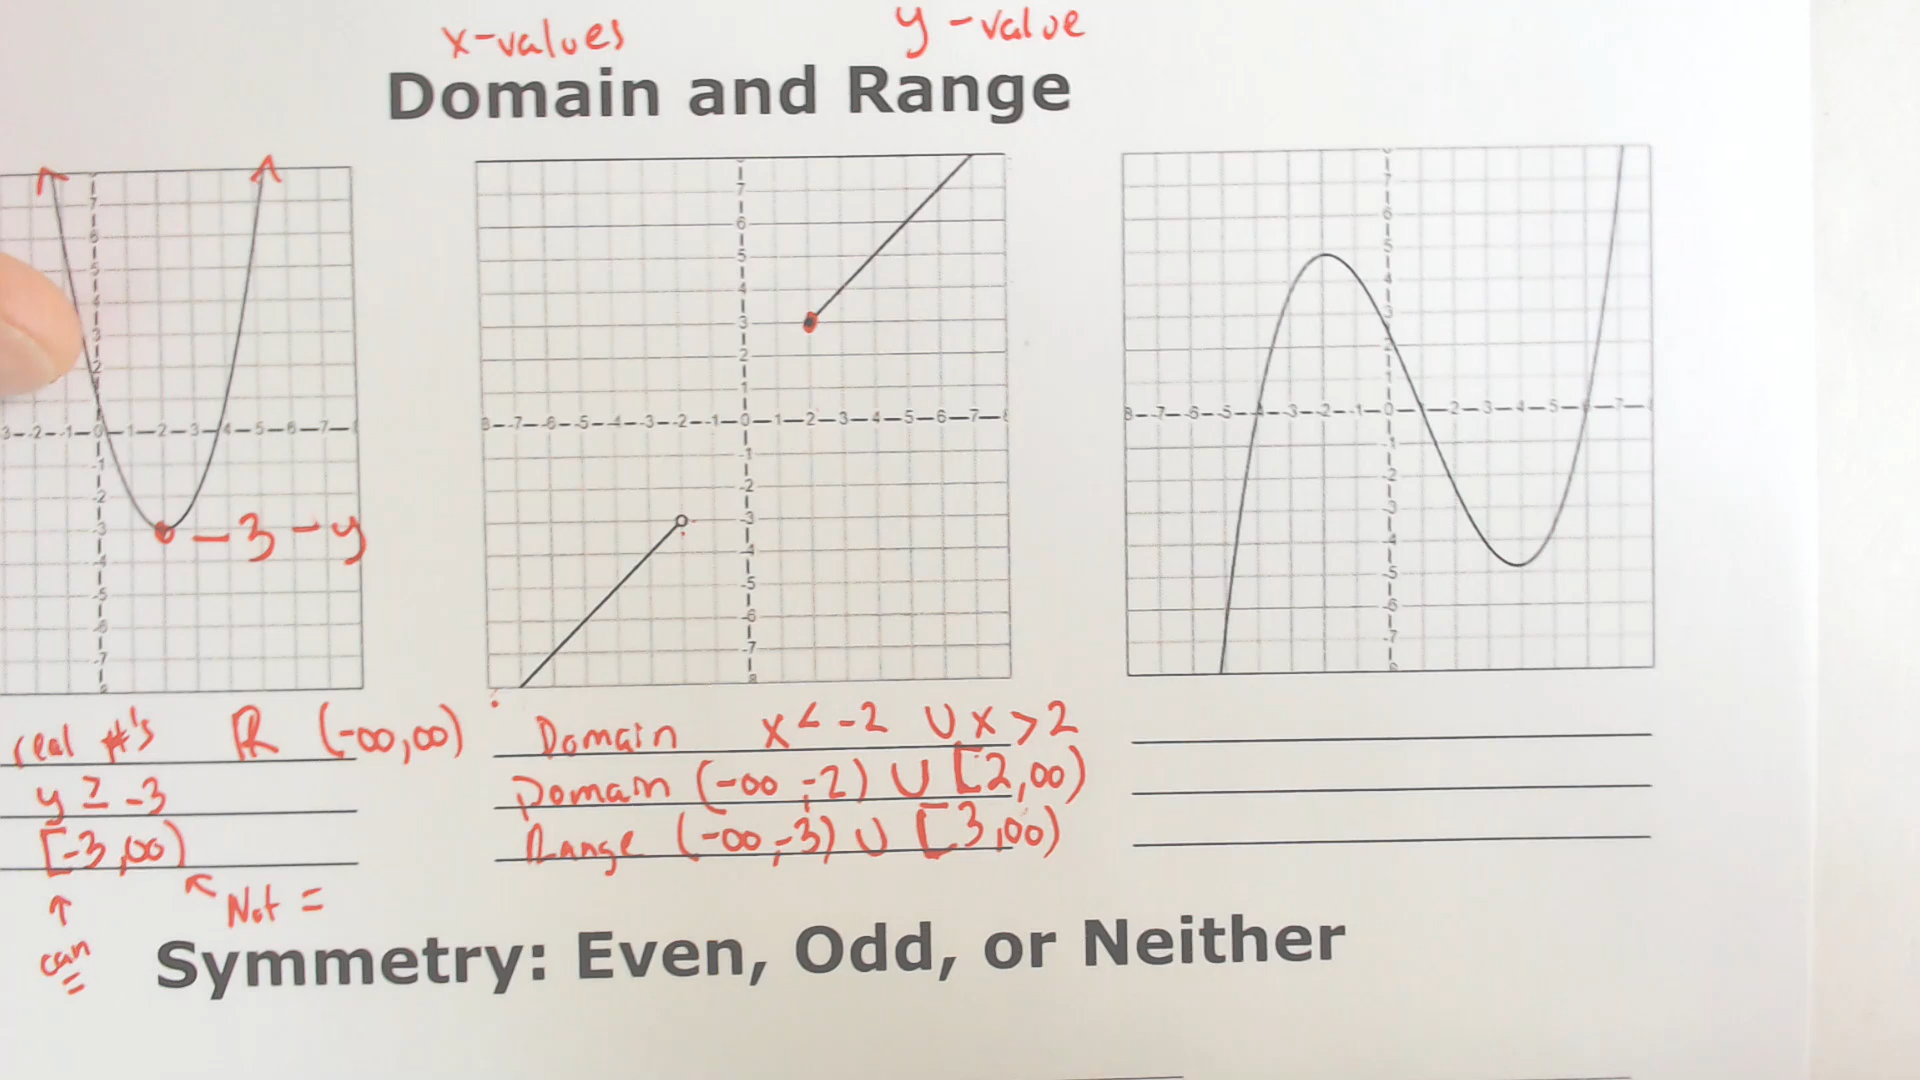 x-values y-value
Domain and Range
-3 -y
real #'s ℝ (-∞,∞)
y ≥ -3
[-3,∞)
Not =
can
=
Domain x < -2 ∪ x > 2
Domain (-∞,-2) ∪ [2,∞)
Range (-∞,-3) ∪ [3,∞)
Symmetry: Even, Odd, or Neither